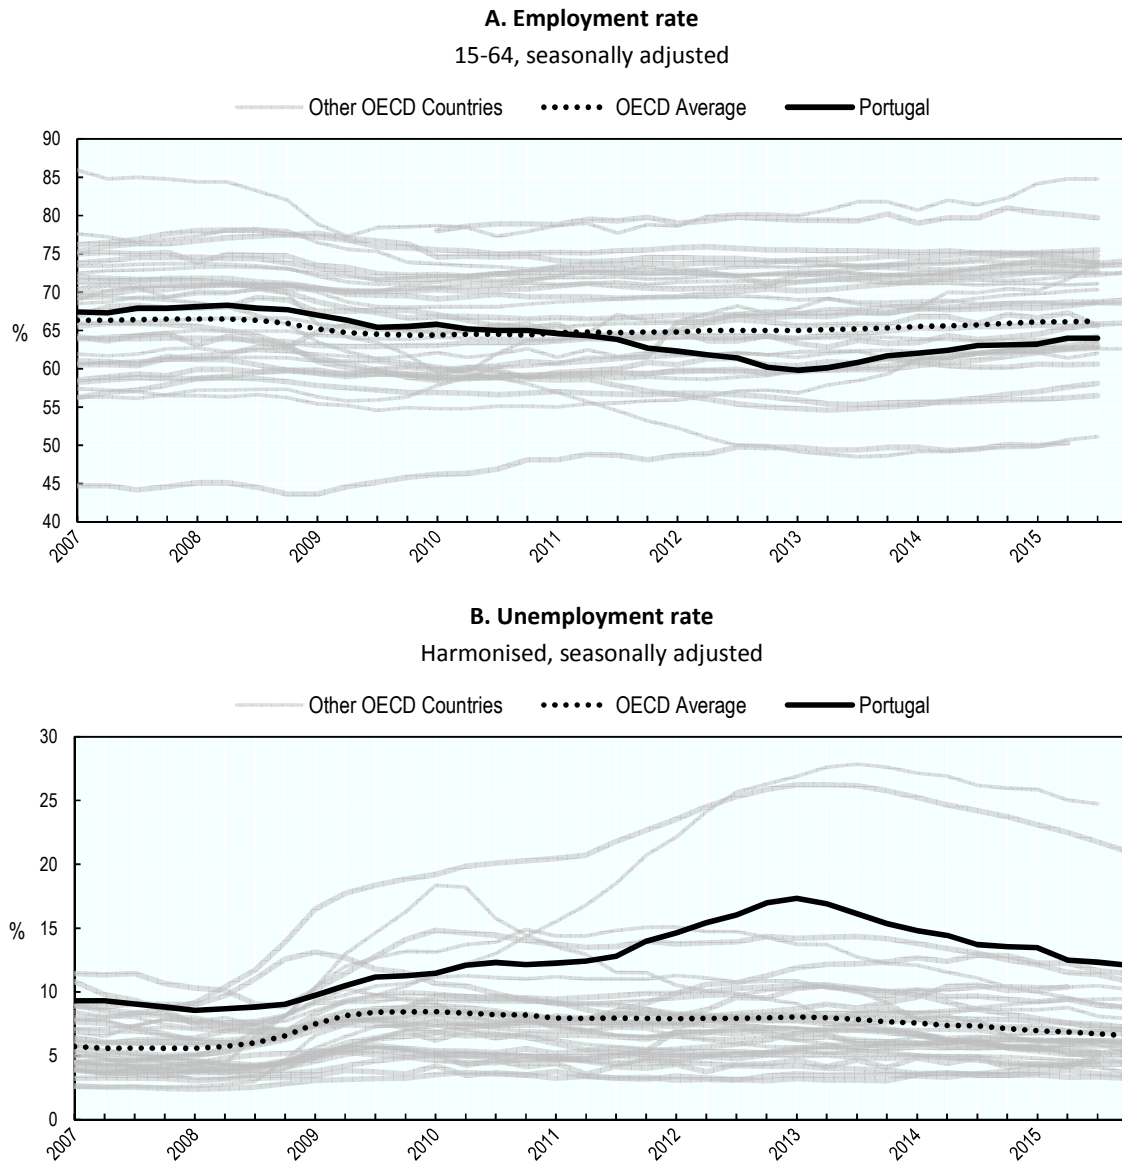 A. Employment rate
15-64, seasonally adjusted
Other OECD Countries OECD Average Portugal
90
85
80
75
70
65
60
55
50
45
40
%
2007 2008 2009 2010 2011 2012 2013 2014 2015
B. Unemployment rate
Harmonised, seasonally adjusted
Other OECD Countries OECD Average Portugal
30
25
20
15
10
5
0
%
2007 2008 2009 2010 2011 2012 2013 2014 2015